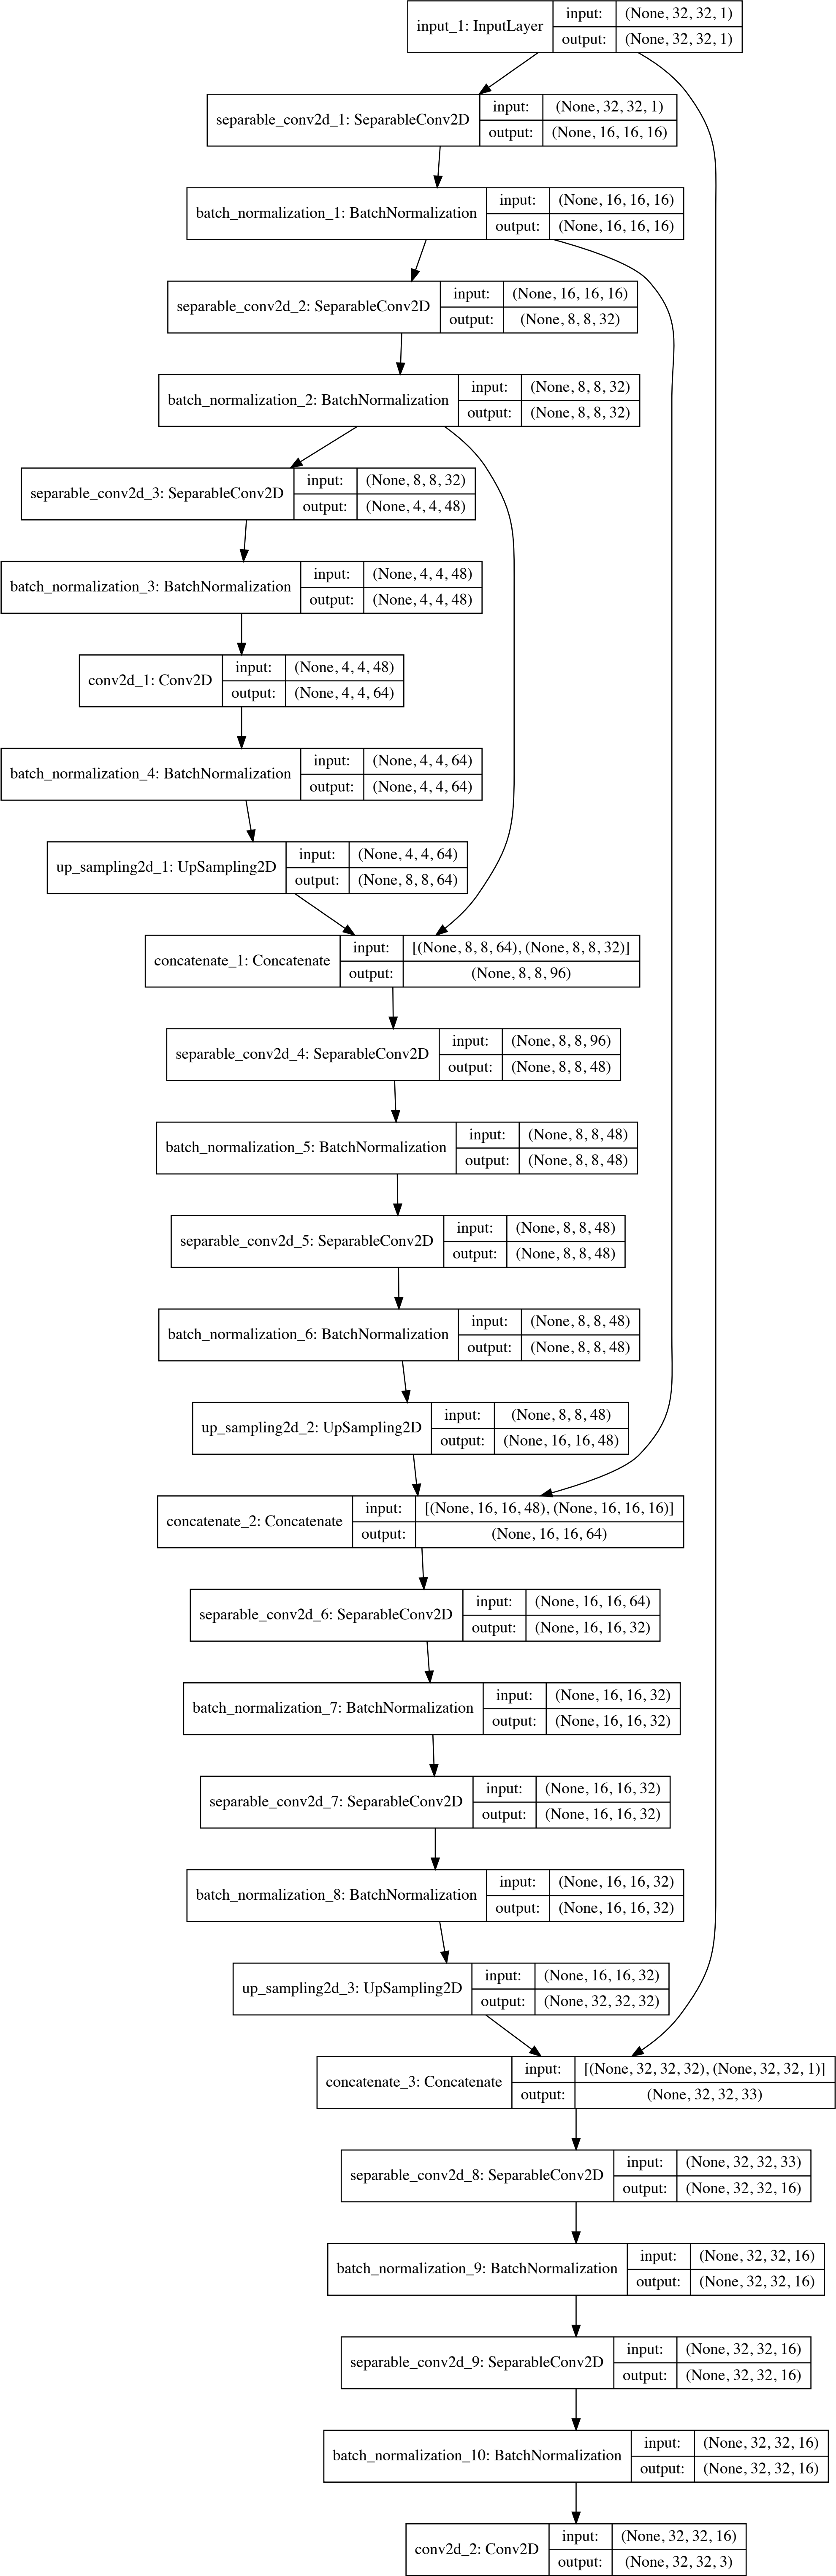 input_1: InputLayer
input: (None, 32, 32, 1)
output: (None, 32, 32, 1)
separable_conv2d_1: SeparableConv2D
input: (None, 32, 32, 1)
output: (None, 16, 16, 16)
batch_normalization_1: BatchNormalization
input: (None, 16, 16, 16)
output: (None, 16, 16, 16)
separable_conv2d_2: SeparableConv2D
input: (None, 16, 16, 16)
output: (None, 8, 8, 32)
batch_normalization_2: BatchNormalization
input: (None, 8, 8, 32)
output: (None, 8, 8, 32)
separable_conv2d_3: SeparableConv2D
input: (None, 8, 8, 32)
output: (None, 4, 4, 48)
batch_normalization_3: BatchNormalization
input: (None, 4, 4, 48)
output: (None, 4, 4, 48)
conv2d_1: Conv2D
input: (None, 4, 4, 48)
output: (None, 4, 4, 64)
batch_normalization_4: BatchNormalization
input: (None, 4, 4, 64)
output: (None, 4, 4, 64)
up_sampling2d_1: UpSampling2D
input: (None, 4, 4, 64)
output: (None, 8, 8, 64)
concatenate_1: Concatenate
input: [(None, 8, 8, 64), (None, 8, 8, 32)]
output: (None, 8, 8, 96)
separable_conv2d_4: SeparableConv2D
input: (None, 8, 8, 96)
output: (None, 8, 8, 48)
batch_normalization_5: BatchNormalization
input: (None, 8, 8, 48)
output: (None, 8, 8, 48)
separable_conv2d_5: SeparableConv2D
input: (None, 8, 8, 48)
output: (None, 8, 8, 48)
batch_normalization_6: BatchNormalization
input: (None, 8, 8, 48)
output: (None, 8, 8, 48)
up_sampling2d_2: UpSampling2D
input: (None, 8, 8, 48)
output: (None, 16, 16, 48)
concatenate_2: Concatenate
input: [(None, 16, 16, 48), (None, 16, 16, 16)]
output: (None, 16, 16, 64)
separable_conv2d_6: SeparableConv2D
input: (None, 16, 16, 64)
output: (None, 16, 16, 32)
batch_normalization_7: BatchNormalization
input: (None, 16, 16, 32)
output: (None, 16, 16, 32)
separable_conv2d_7: SeparableConv2D
input: (None, 16, 16, 32)
output: (None, 16, 16, 32)
batch_normalization_8: BatchNormalization
input: (None, 16, 16, 32)
output: (None, 16, 16, 32)
up_sampling2d_3: UpSampling2D
input: (None, 16, 16, 32)
output: (None, 32, 32, 32)
concatenate_3: Concatenate
input: [(None, 32, 32, 32), (None, 32, 32, 1)]
output: (None, 32, 32, 33)
separable_conv2d_8: SeparableConv2D
input: (None, 32, 32, 33)
output: (None, 32, 32, 16)
batch_normalization_9: BatchNormalization
input: (None, 32, 32, 16)
output: (None, 32, 32, 16)
separable_conv2d_9: SeparableConv2D
input: (None, 32, 32, 16)
output: (None, 32, 32, 16)
batch_normalization_10: BatchNormalization
input: (None, 32, 32, 16)
output: (None, 32, 32, 16)
conv2d_2: Conv2D
input: (None, 32, 32, 16)
output: (None, 32, 32, 3)